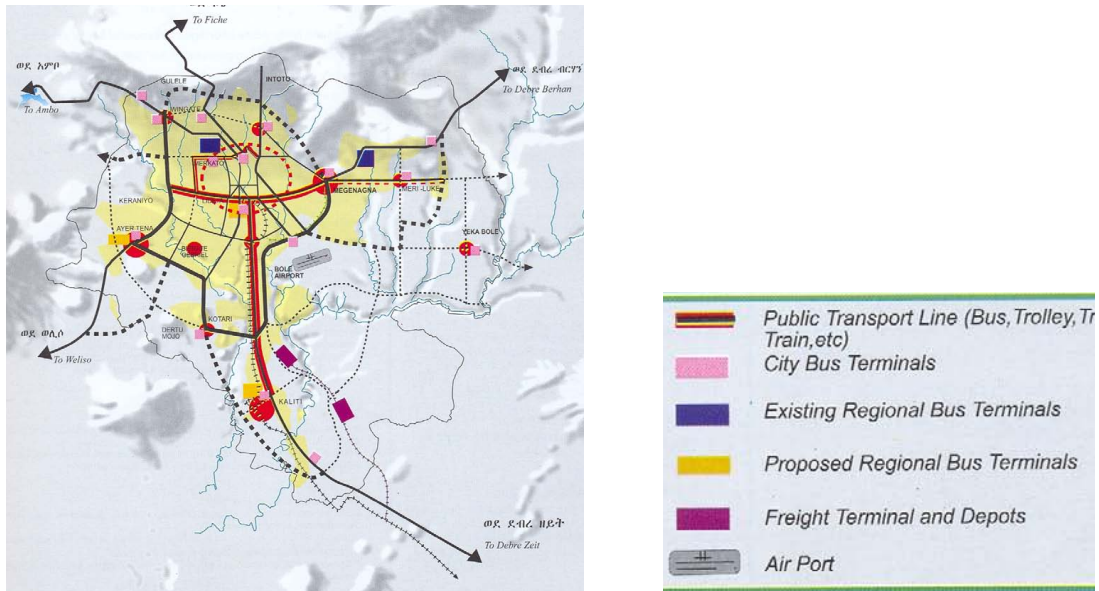 To Fiche
ወደ አምቦ
To Ambo
GULELE
INTOTO
ወደ ደብረ ብርሃን
To Debre Berhan
WINGATE
MERKATO
MEGENAGNA
MERI -LUKE
KERANIYO
AYER TENA
YEKA BOLE
BOLE
AIRPORT
KOTARI
DERTU
MOJO
ወደ ወሊሶ
To Weliso
KALITI
ወደ ደብረ ዘይት
To Debre Zeit
Public Transport Line (Bus,Trolley,Tr
Train,etc)
City Bus Terminals
Existing Regional Bus Terminals
Proposed Regional Bus Terminals
Freight Terminal and Depots
Air Port